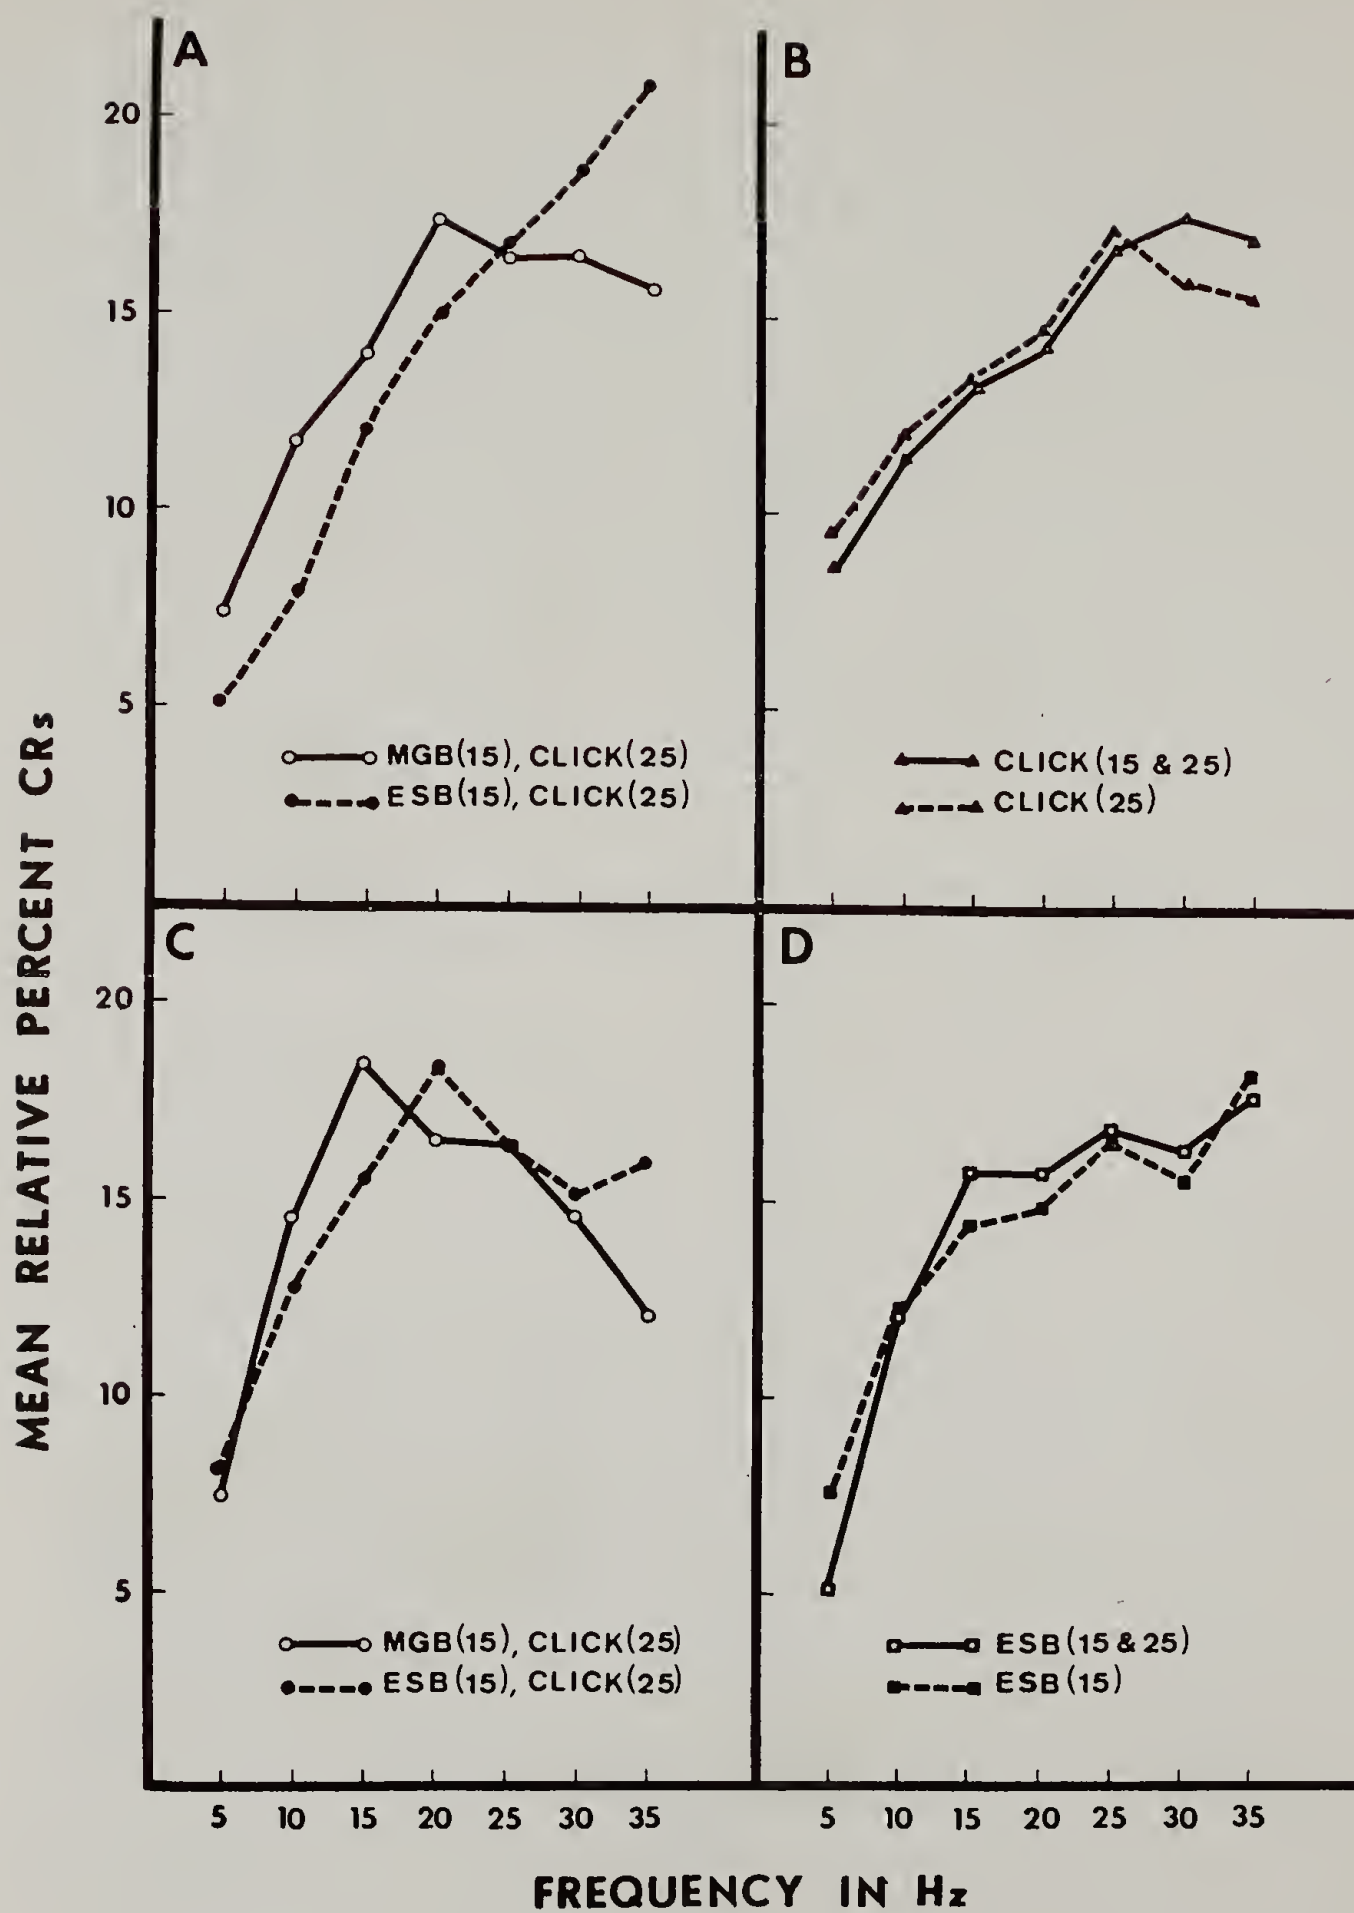 A
20
15
10
5
MGB(15), CLICK(25)
ESB(15), CLICK(25)
B
CLICK(15 & 25)
CLICK(25)
C
20
15
10
5
MGB(15), CLICK(25)
ESB(15), CLICK(25)
D
ESB(15&25)
ESB(15)
5 10 15 20 25 30 35
5 10 15 20 25 30 35
MEAN RELATIVE PERCENT CRs
FREQUENCY IN Hz